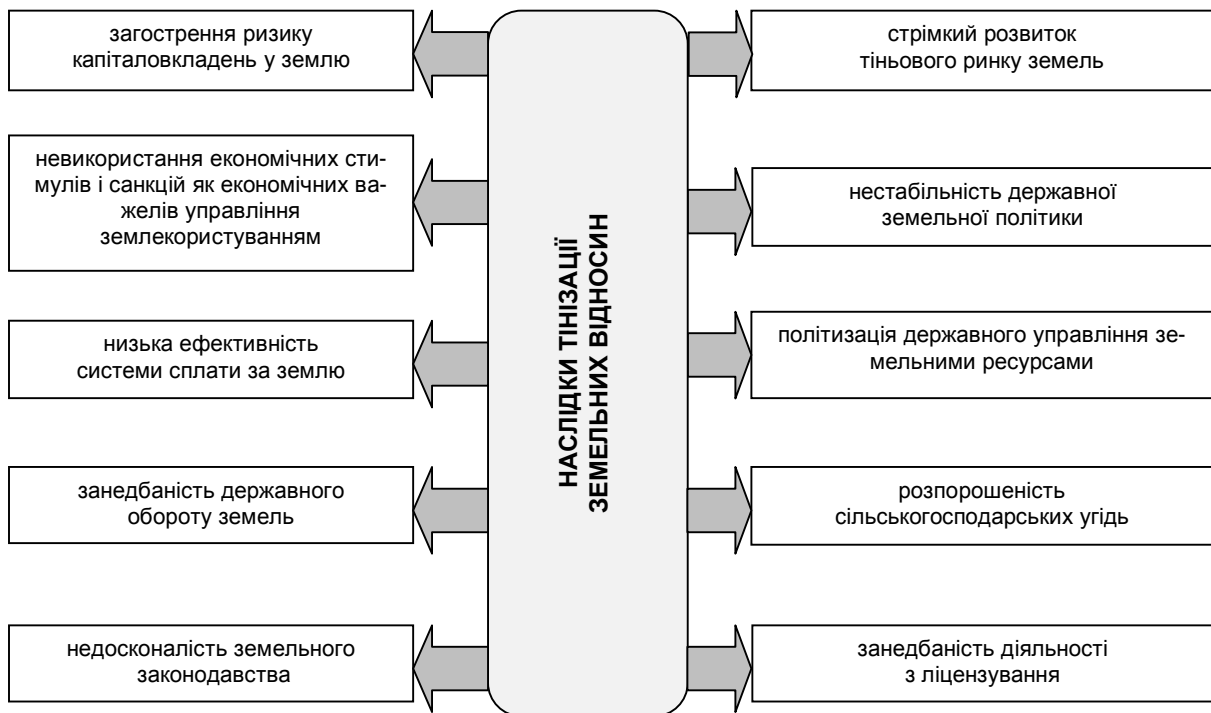 загострення ризику
капіталовкладень у землю
невикористання економічних сти-
мулів і санкцій як економічних ва-
желів управління
землекористуванням
низька ефективність
системи сплати за землю
занедбаність державного
обороту земель
недосконалість земельного
законодавства
НАСЛІДКИ ТІНІЗАЦІЇ
ЗЕМЕЛЬНИХ ВІДНОСИН
стрімкий розвиток
тіньового ринку земель
нестабільність державної
земельної політики
політизація державного управління зе-
мельними ресурсами
розпорошеність
сільськогосподарських угідь
занедбаність діяльності
з ліцензування